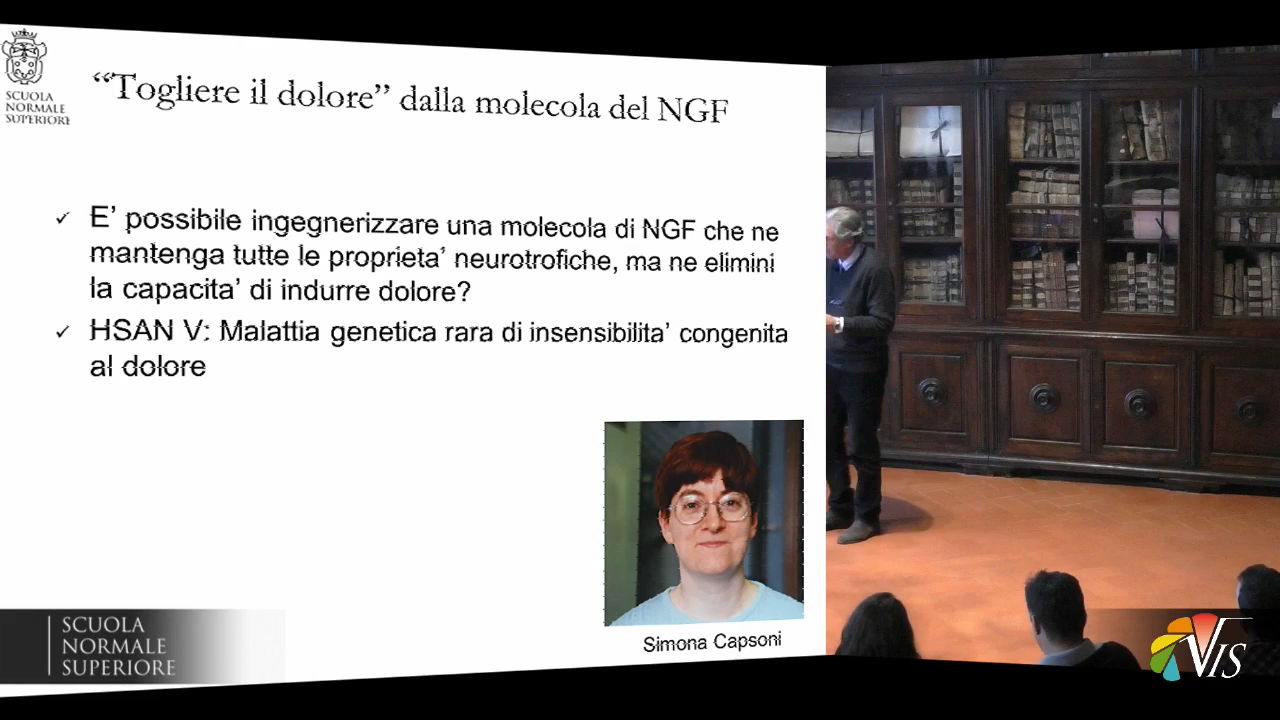 SCUOLA
NORMALE
SUPERIORE
“Togliere il dolore” dalla molecola del NGF
E’ possibile ingegnerizzare una molecola di NGF che ne
mantenga tutte le proprieta’ neurotrofiche, ma ne elimini
la capacita’ di indurre dolore?
HSAN V: Malattia genetica rara di insensibilita’ congenita
al dolore
Simona Capsoni
SCUOLA
NORMALE
SUPERIORE
VIS